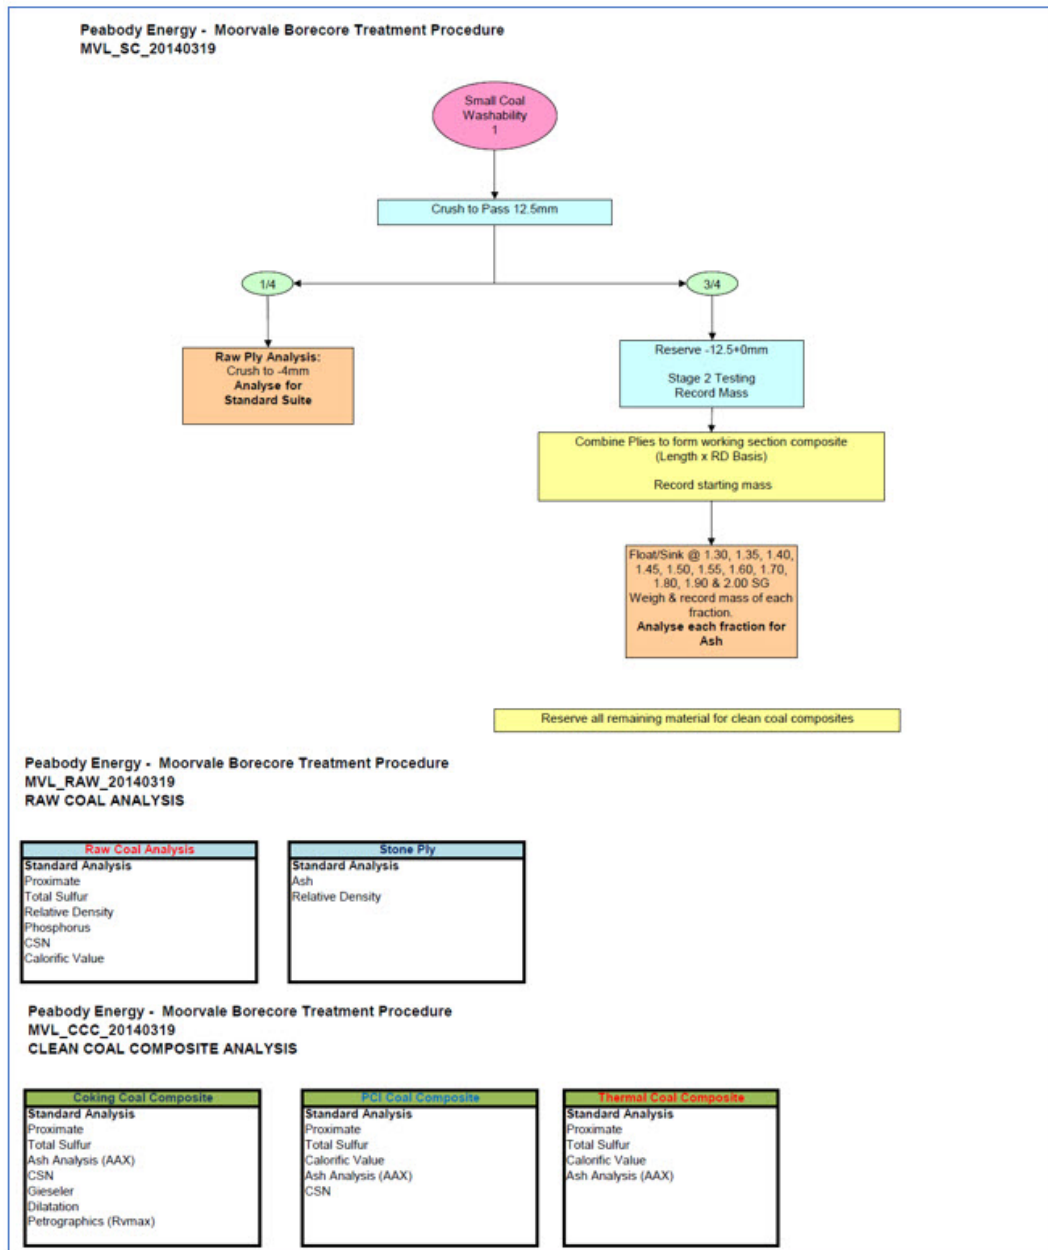 Peabody Energy - Moorvale Borecore Treatment Procedure
MVL_SC_20140319
Small Coal
Washability
1
Crush to Pass 12.5mm
1/4
3/4
Raw Ply Analysis:
Crush to -4mm
Analyse for
Standard Suite
Reserve -12.5+0mm
Stage 2 Testing
Record Mass
Combine Plies to form working section composite
(Length x RD Basis)
Record starting mass
Float/Sink @ 1.30, 1.35, 1.40,
1.45, 1.50, 1.55, 1.60, 1.70,
1.80, 1.90 & 2.00 SG
Weigh & record mass of each
fraction.
Analyse each fraction for
Ash
Reserve all remaining material for clean coal composites
Peabody Energy - Moorvale Borecore Treatment Procedure
MVL_RAW_20140319
RAW COAL ANALYSIS
Raw Coal Analysis
Standard Analysis
Proximate
Total Sulfur
Relative Density
Phosphorus
CSN
Calorific Value
Stone Ply
Standard Analysis
Ash
Relative Density
Peabody Energy - Moorvale Borecore Treatment Procedure
MVL_CCC_20140319
CLEAN COAL COMPOSITE ANALYSIS
Coking Coal Composite
Standard Analysis
Proximate
Total Sulfur
Ash Analysis (AAX)
CSN
Gieseler
Dilatation
Petrographics (Rvmax)
PCI Coal Composite
Standard Analysis
Proximate
Total Sulfur
Calorific Value
Ash Analysis (AAX)
CSN
Thermal Coal Composite
Standard Analysis
Proximate
Total Sulfur
Calorific Value
Ash Analysis (AAX)